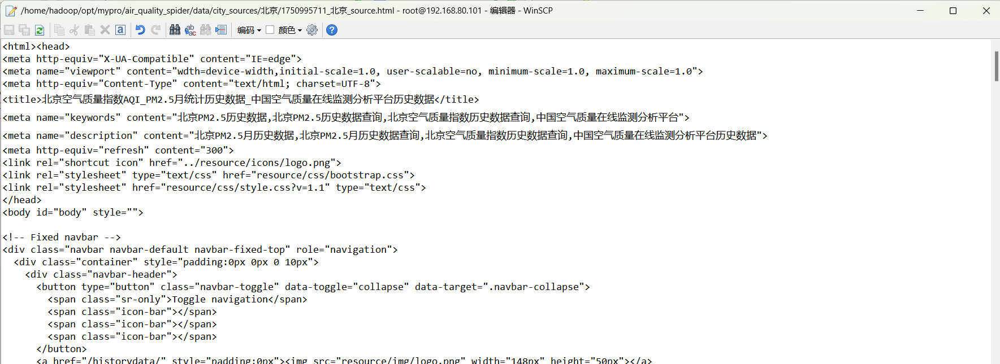 /home/hadoop/opt/mypro/air_quality_spider/data/city_sources/北京/1750995711_北京_source.html - root@192.168.80.101 - 编辑器 - WinSCP
编码 颜色
<html><head>
<meta http-equiv="X-UA-Compatible" content="IE=edge">
<meta name="viewport" content="wdth=device-width,initial-scale=1.0, user-scalable=no, minimum-scale=1.0, maximum-scale=1.0">
<meta http-equiv="Content-Type" content="text/html; charset=UTF-8">
<title>北京空气质量指数AQI_PM2.5月统计历史数据_中国空气质量在线监测分析平台历史数据</title>
<meta name="keywords" content="北京PM2.5历史数据,北京PM2.5历史数据查询,北京空气质量指数历史数据查询,中国空气质量在线监测分析平台">
<meta name="description" content="北京PM2.5月历史数据,北京PM2.5月历史数据查询,北京空气质量指数历史数据查询,中国空气质量在线监测分析平台历史数据">
<meta http-equiv="refresh" content="300">
<link rel="shortcut icon" href="../resource/icons/logo.png">
<link rel="stylesheet" type="text/css" href="resource/css/bootstrap.css">
<link rel="stylesheet" href="resource/css/style.css?v=1.1" type="text/css">
</head>
<body id="body" style="">
<!-- Fixed navbar -->
<div class="navbar navbar-default navbar-fixed-top" role="navigation">
<div class="container" style="padding:0px 0px 0 10px">
<div class="navbar-header">
<button type="button" class="navbar-toggle" data-toggle="collapse" data-target=".navbar-collapse">
<span class="sr-only">Toggle navigation</span>
<span class="icon-bar"></span>
<span class="icon-bar"></span>
<span class="icon-bar"></span>
</button>
<a href="/historydata/" style="padding:0px"><img src="resource/img/logo.png" width="148px" height="50px"></a>